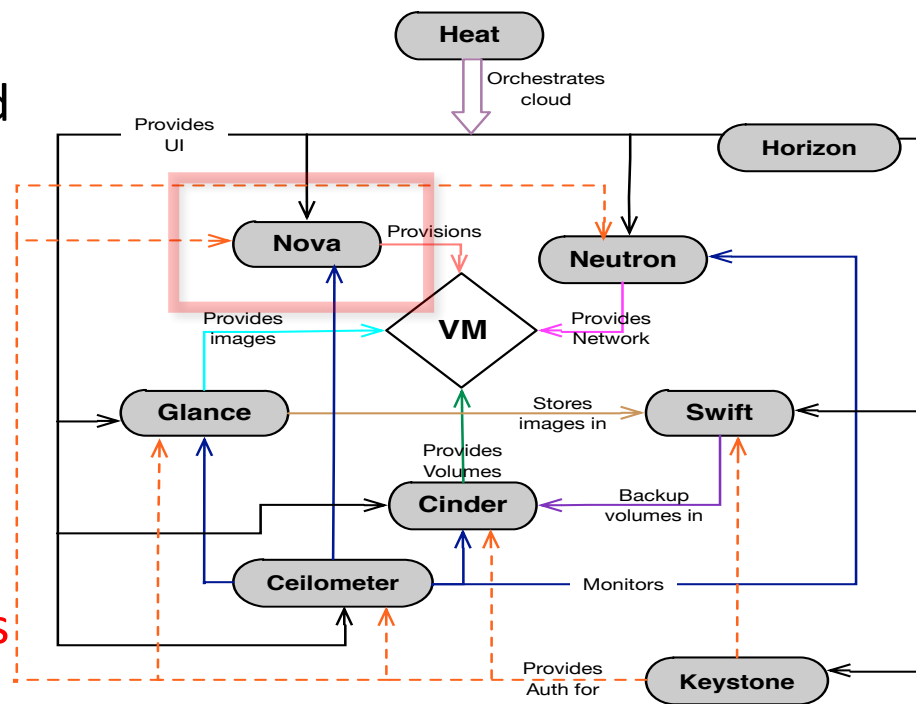 Heat
Orchestrates
cloud
d
Provides
UI
Horizon
Nova
Provisions
Neutron
Provides
images
VM
Provides
Network
Glance
Stores
images in
Swift
Provides
Volumes
Cinder
Backup
volumes in
Ceilometer
Monitors
s
Provides
Auth for
Keystone